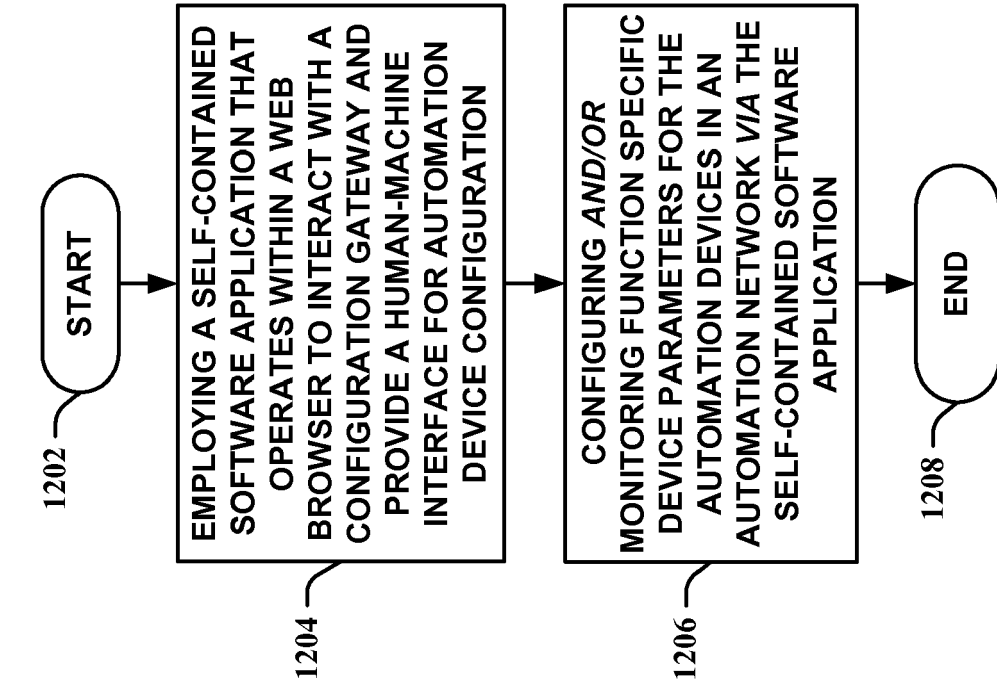 START
1202
EMPLOYING A SELF-CONTAINED
SOFTWARE APPLICATION THAT
OPERATES WITHIN A WEB
BROWSER TO INTERACT WITH A
CONFIGURATION GATEWAY AND
PROVIDE A HUMAN-MACHINE
INTERFACE FOR AUTOMATION
DEVICE CONFIGURATION
1204
CONFIGURING AND/OR
MONITORING FUNCTION SPECIFIC
DEVICE PARAMETERS FOR THE
AUTOMATION DEVICES IN AN
AUTOMATION NETWORK VIA THE
SELF-CONTAINED SOFTWARE
APPLICATION
1206
END
1208